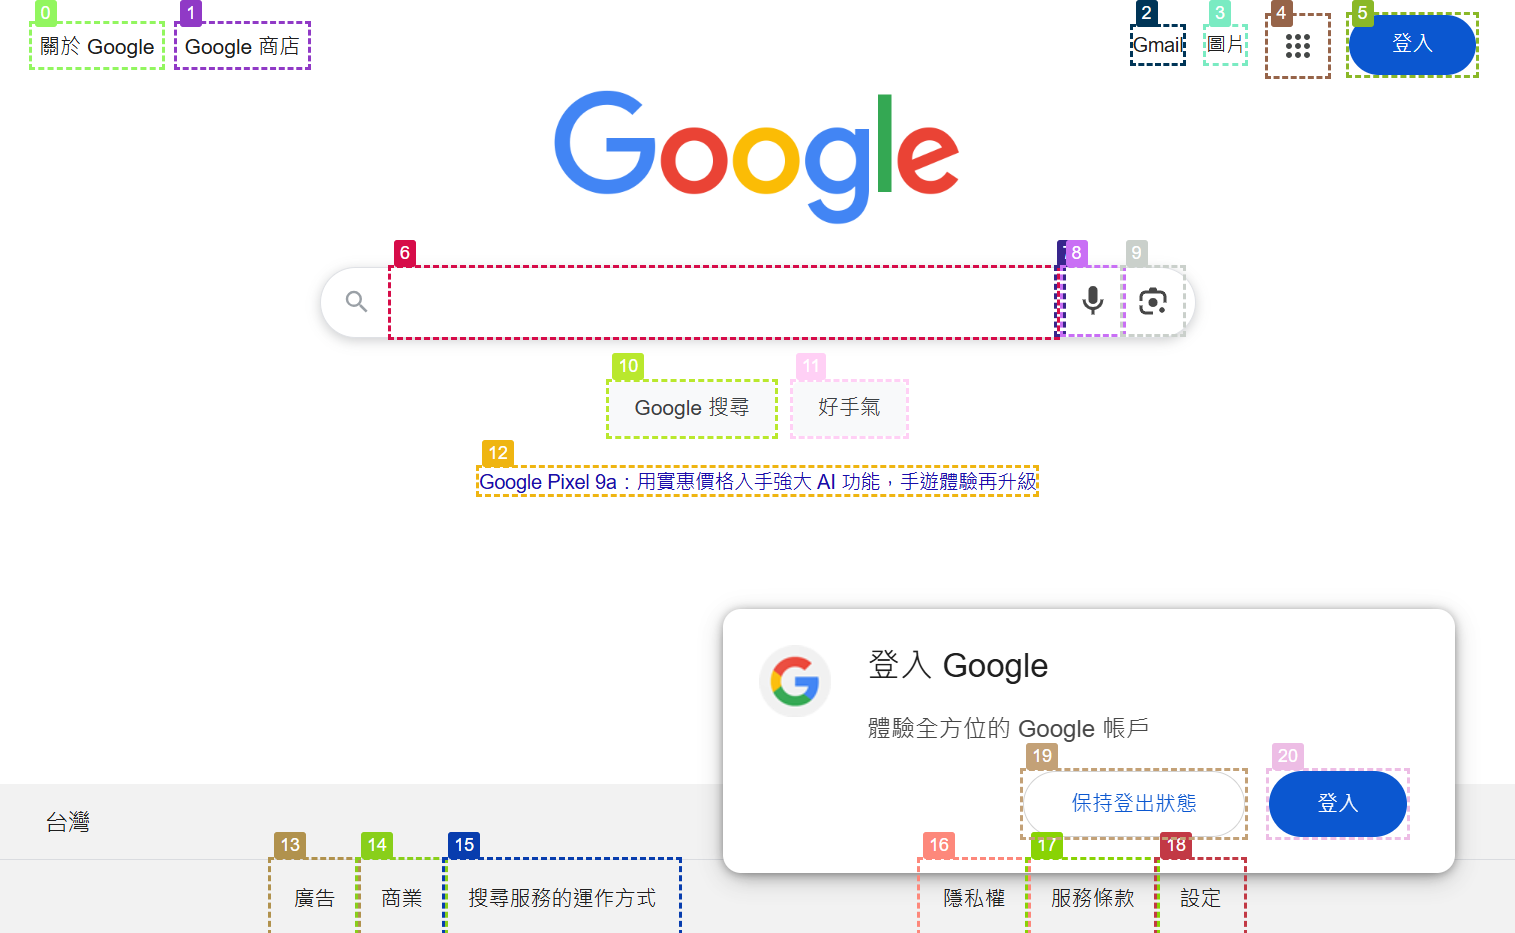 0 1 2 3 4 5
關於 Google Google 商店 Gmail 圖片 登入
Google
6 8 9
10 11
Google 搜尋 好手氣
12
Google Pixel 9a：用實惠價格入手強大 AI 功能，手遊體驗再升級
登入 Google
體驗全方位的 Google 帳戶
19 20
保持登出狀態 登入
台灣
13 14 15 16 17 18
廣告 商業 搜尋服務的運作方式 隱私權 服務條款 設定